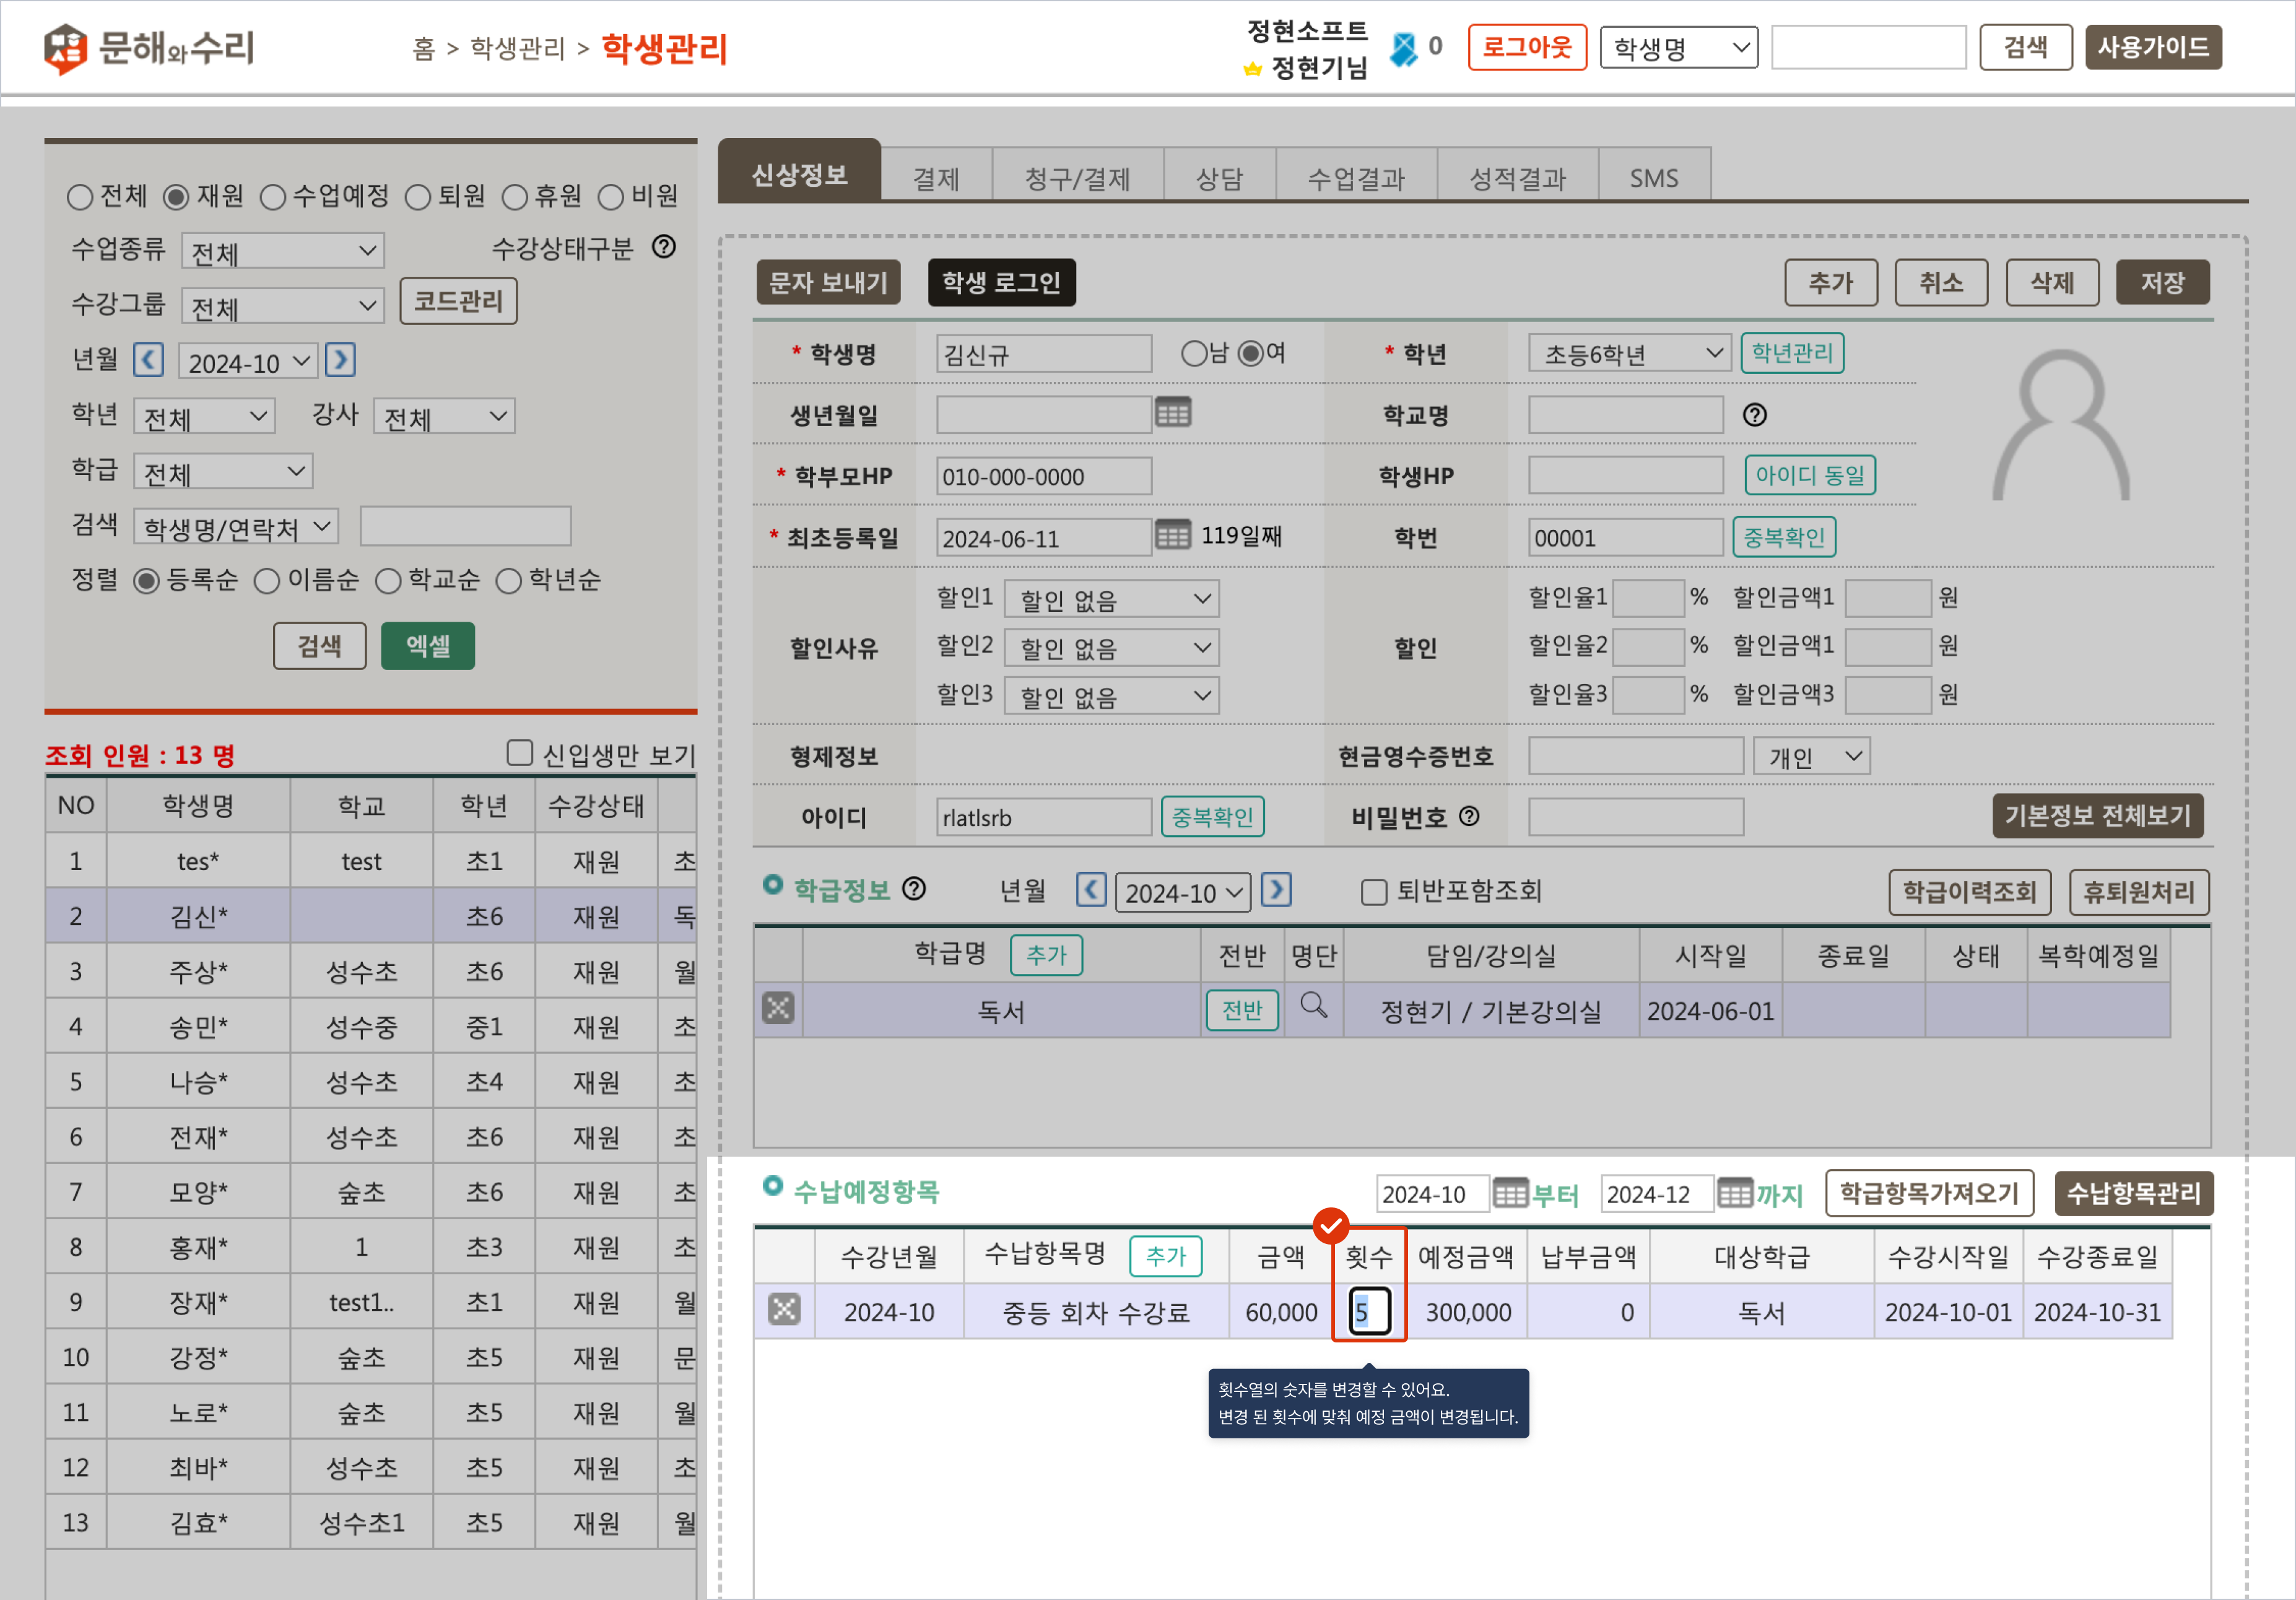 문해와수리
홈 > 학생관리 > 학생관리
정현소프트
정현기님
0
로그아웃
학생명
검색
사용가이드
전체 재원 수업예정 퇴원 휴원 비원
수업종류 전체 수강상태구분
수강그룹 전체 코드관리
년월 2024-10
학년 전체 강사 전체
학급 전체
검색 학생명/연락처
정렬 등록순 이름순 학교순 학년순
검색 엑셀
조회 인원 : 13 명 신입생만 보기
NO 학생명 학교 학년 수강상태
1 tes* test 초1 재원 초
2 김신* 초6 재원 독
3 주상* 성수초 초6 재원 월
4 송민* 성수중 중1 재원 초
5 나승* 성수초 초4 재원 초
6 전재* 성수초 초6 재원 초
7 모양* 숲초 초6 재원 초
8 홍재* 1 초3 재원 초
9 장재* test1.. 초1 재원 월
10 강정* 숲초 초5 재원 문
11 노로* 숲초 초5 재원 월
12 최바* 성수초 초5 재원 초
13 김효* 성수초1 초5 재원 월
신상정보 결제 청구/결제 상담 수업결과 성적결과 SMS
문자 보내기 학생 로그인 추가 취소 삭제 저장
* 학생명 김신규 남 여 * 학년 초등6학년 학년관리
생년월일 학교명
* 학부모HP 010-000-0000 학생HP 아이디 동일
* 최초등록일 2024-06-11 119일째 학번 00001 중복확인
할인사유 할인
할인1 할인 없음 할인율1 % 할인금액1 원
할인2 할인 없음 할인율2 % 할인금액1 원
할인3 할인 없음 할인율3 % 할인금액3 원
형제정보 현금영수증번호 개인
아이디 rlatlsrb 중복확인 비밀번호 기본정보 전체보기
학급정보 년월 2024-10 퇴반포함조회 학급이력조회 휴퇴원처리
학급명 추가 전반 명단 담임/강의실 시작일 종료일 상태 복학예정일
독서 전반 정현기 / 기본강의실 2024-06-01
수납예정항목 2024-10 부터 2024-12 까지 학급항목가져오기 수납항목관리
수강년월 수납항목명 추가 금액 횟수 예정금액 납부금액 대상학급 수강시작일 수강종료일
2024-10 중등 회차 수강료 60,000 5 300,000 0 독서 2024-10-01 2024-10-31
횟수열의 숫자를 변경할 수 있어요.
변경 된 횟수에 맞춰 예정 금액이 변경됩니다.